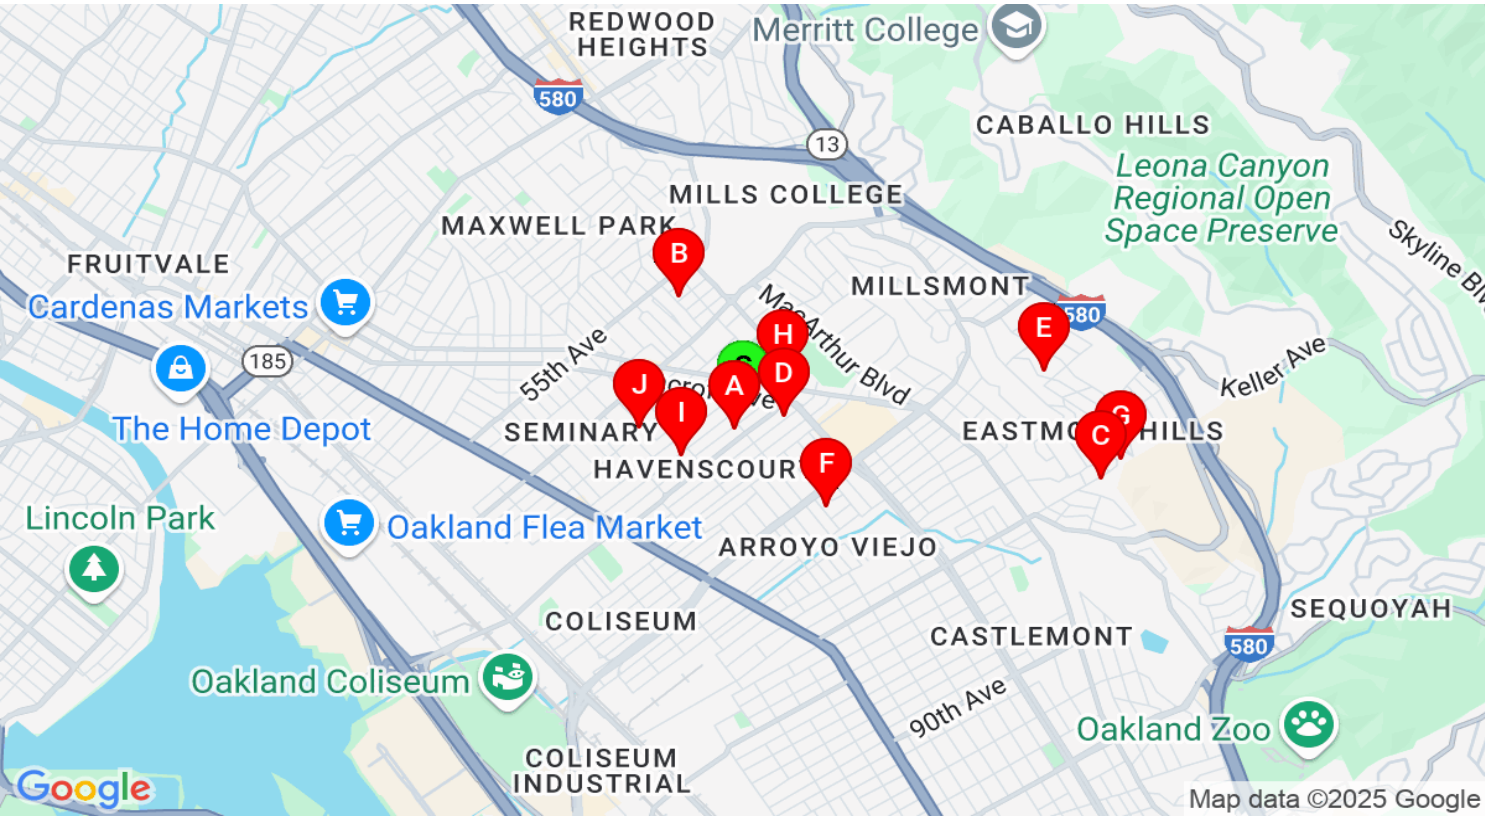 REDWOOD
HEIGHTS
Merritt College
580
13
CABALLO HILLS
Leona Canyon
Regional Open
Space Preserve
MILLS COLLEGE
MAXWELL PARK
Skyline
FRUITVALE
B
Cardenas Markets
MILLSMONT
MacArthur Blvd
580
E
H
55th Ave
185
Keller Ave
J
A
D
I
G
C
The Home Depot
SEMINARY
HILLS
HAVENSCOUR
F
Lincoln Park
Oakland Flea Market
ARROYO VIEJO
COLISEUM
CASTLEMONT
SEQUOYAH
580
Oakland Coliseum
90th Ave
Oakland Zoo
COLISEUM
INDUSTRIAL
Google
Map data ©2025 Google